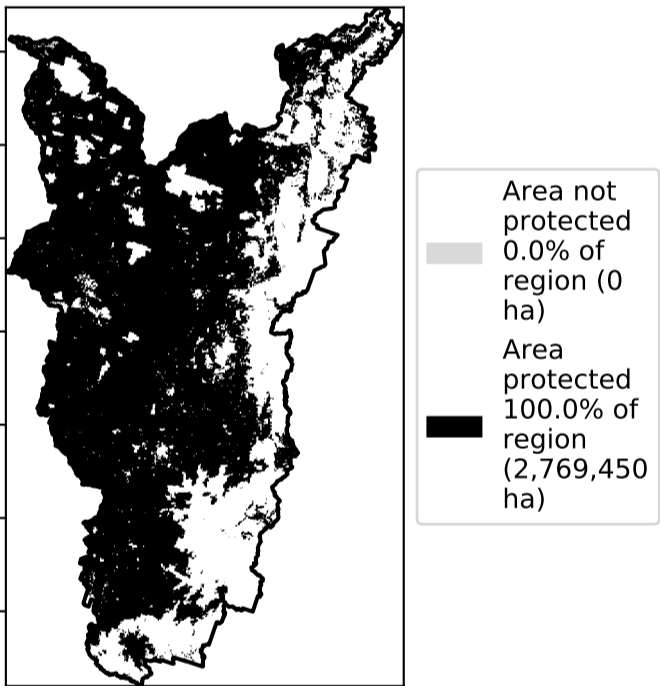 Area not
protected
0.0% of
region (0
ha)
Area
protected
100.0% of
region
(2,769,450
ha)